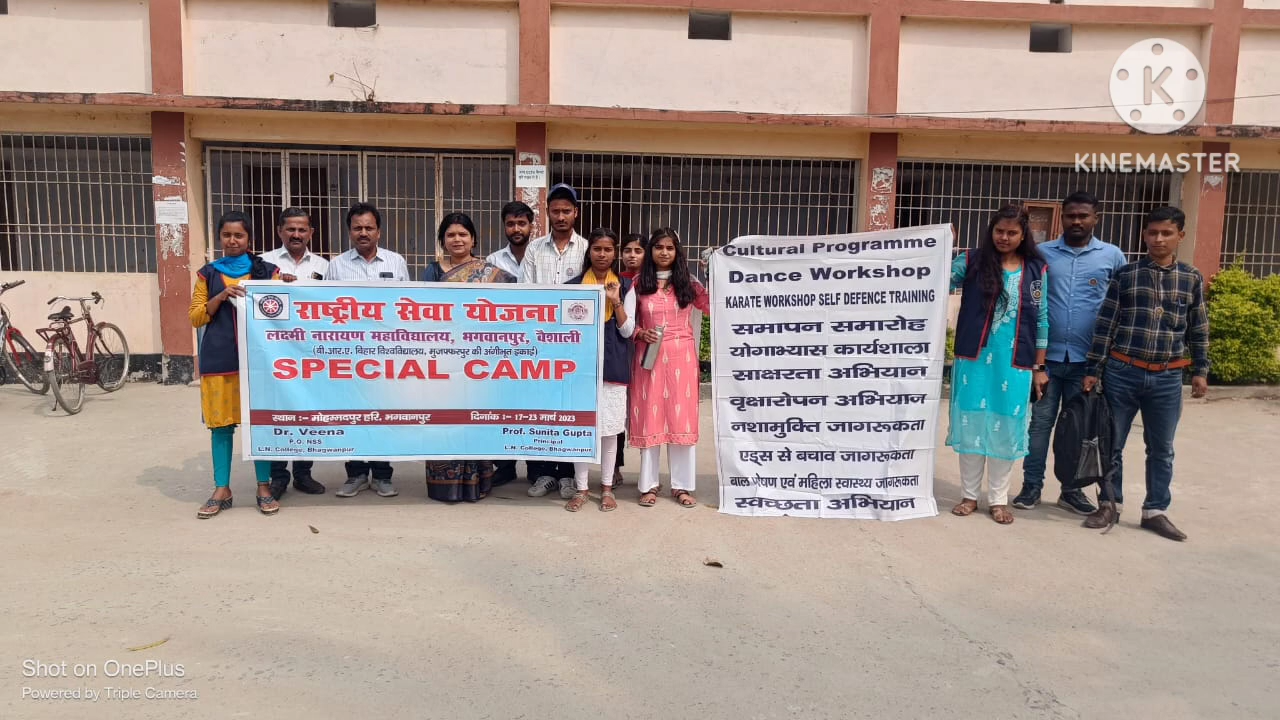 राष्ट्रीय सेवा योजना
लक्ष्मी नारायण महाविद्यालय, भगवानपुर, वैशाली
(बी.आर.ए. बिहार विश्वविद्यालय, मुजफ्फरपुर की अंगीभूत इकाई)
SPECIAL CAMP
स्थान :- मोहम्मदपुर हरि, भगवानपुर दिनांक :- 17-23 मार्च 2023
Dr. Veena
P.O. NSS
L.N. College, Bhagwanpur
Prof. Sunita Gupta
Principal
L.N. College, Bhagwanpur
Cultural Programme
Dance Workshop
KARATE WORKSHOP SELF DEFENCE TRAINING
समापन समारोह
योगाभ्यास कार्यशाला
साक्षरता अभियान
वृक्षारोपन अभियान
नशामुक्ति जागरूकता
एड्स से बचाव जागरूकता
बाल पोषण एवं महिला स्वास्थ्य जागरूकता
स्वच्छता अभियान
K
KINEMASTER
Shot on OnePlus
Powered by Triple Camera